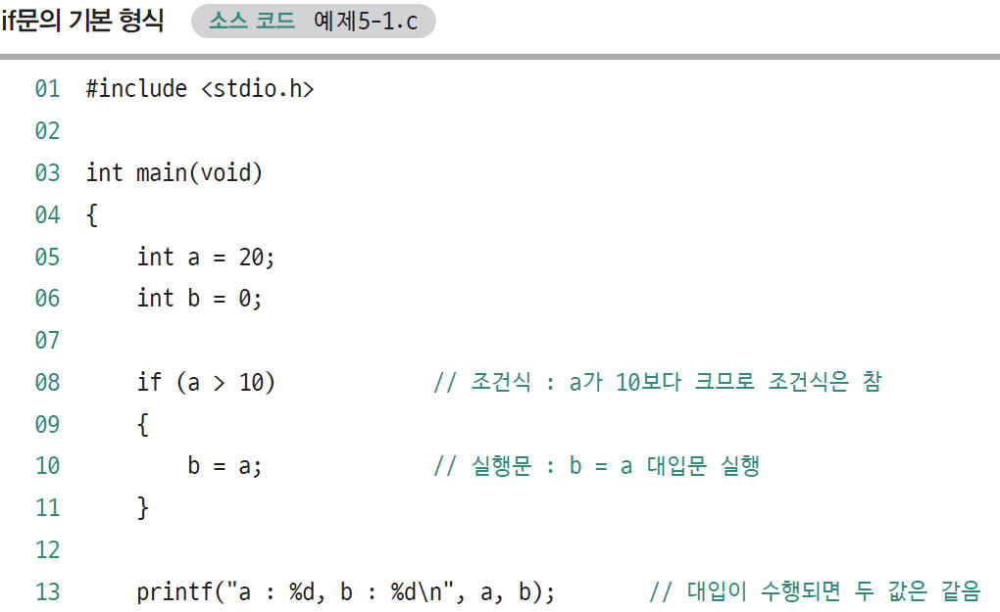 if문의 기본 형식 소스 코드 예제5-1.c
01 #include <stdio.h>
02
03 int main(void)
04 {
05     int a = 20;
06     int b = 0;
07
08     if (a > 10)             // 조건식 : a가 10보다 크므로 조건식은 참
09     {
10         b = a;              // 실행문 : b = a 대입문 실행
11     }
12
13     printf("a : %d, b : %d\n", a, b);       // 대입이 수행되면 두 값은 같음